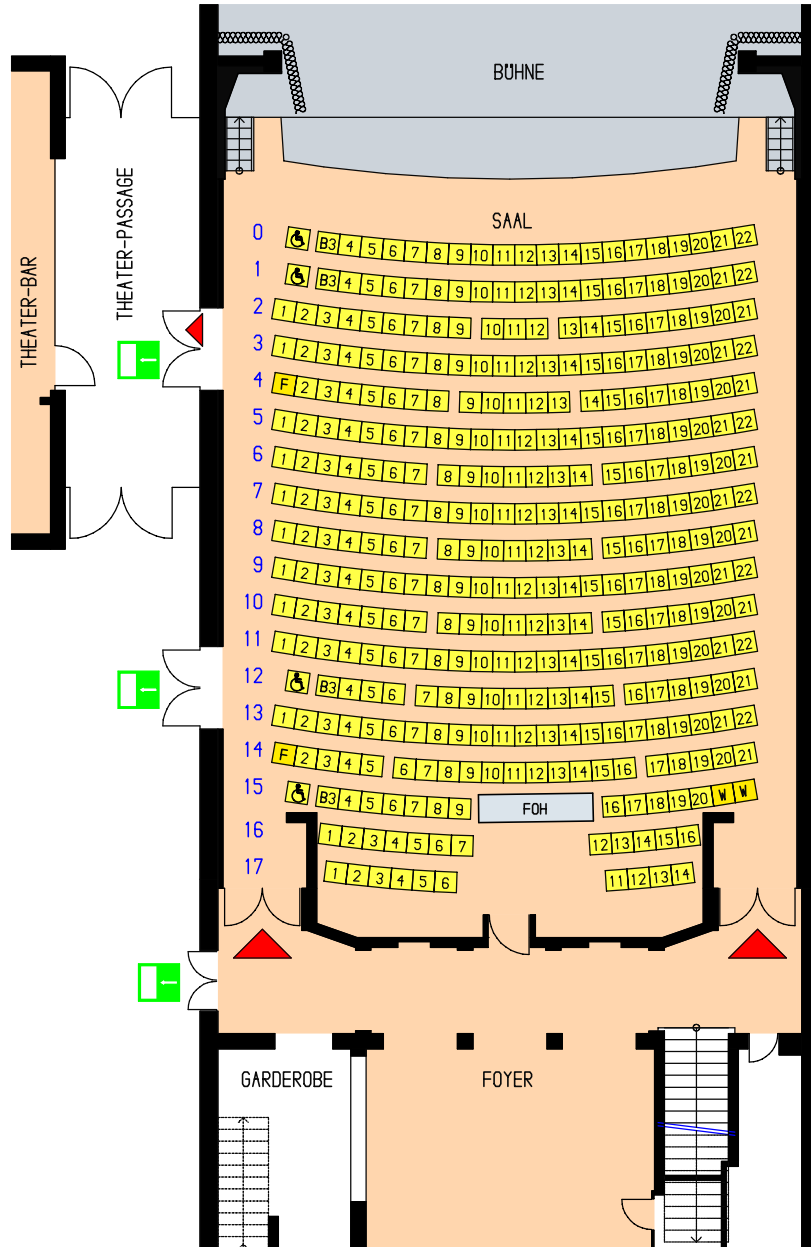 BÜHNE
SAAL
THEATER-BAR
THEATER-PASSAGE
0 B3 4 5 6 7 8 9 10 11 12 13 14 15 16 17 18 19 20 21 22
1 B3 4 5 6 7 8 9 10 11 12 13 14 15 16 17 18 19 20 21 22
2 1 2 3 4 5 6 7 8 9 10 11 12 13 14 15 16 17 18 19 20 21
3 1 2 3 4 5 6 7 8 9 10 11 12 13 14 15 16 17 18 19 20 21 22
4 F 2 3 4 5 6 7 8 9 10 11 12 13 14 15 16 17 18 19 20 21
5 1 2 3 4 5 6 7 8 9 10 11 12 13 14 15 16 17 18 19 20 21 22
6 1 2 3 4 5 6 7 8 9 10 11 12 13 14 15 16 17 18 19 20 21
7 1 2 3 4 5 6 7 8 9 10 11 12 13 14 15 16 17 18 19 20 21 22
8 1 2 3 4 5 6 7 8 9 10 11 12 13 14 15 16 17 18 19 20 21
9 1 2 3 4 5 6 7 8 9 10 11 12 13 14 15 16 17 18 19 20 21 22
10 1 2 3 4 5 6 7 8 9 10 11 12 13 14 15 16 17 18 19 20 21
11 1 2 3 4 5 6 7 8 9 10 11 12 13 14 15 16 17 18 19 20 21 22
12 B3 4 5 6 7 8 9 10 11 12 13 14 15 16 17 18 19 20 21
13 1 2 3 4 5 6 7 8 9 10 11 12 13 14 15 16 17 18 19 20 21 22
14 F 2 3 4 5 6 7 8 9 10 11 12 13 14 15 16 17 18 19 20 21
15 B3 4 5 6 7 8 9 FOH 16 17 18 19 20 W W
16 1 2 3 4 5 6 7 12 13 14 15 16
17 1 2 3 4 5 6 11 12 13 14
GARDEROBE
FOYER